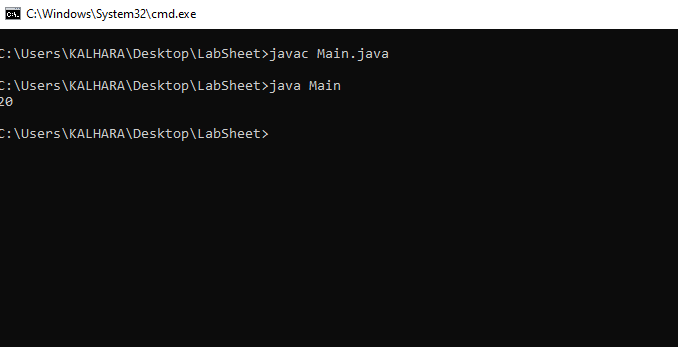 C:\Windows\System32\cmd.exe
C:\Users\KALHARA\Desktop\LabSheet>javac Main.java
C:\Users\KALHARA\Desktop\LabSheet>java Main
20
C:\Users\KALHARA\Desktop\LabSheet>